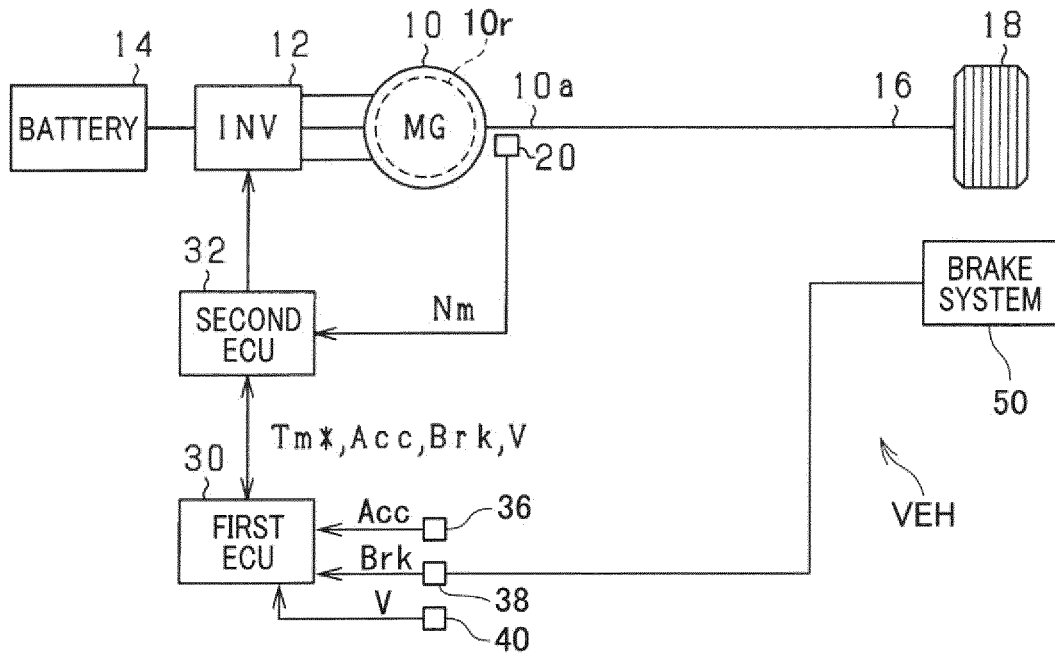 14
12
10
10r
10a
16
18
BATTERY
INV
MG
20
32
SECOND
ECU
Nm
BRAKE
SYSTEM
50
Tm*,Acc,Brk,V
30
FIRST
ECU
Acc
36
Brk
38
V
40
VEH